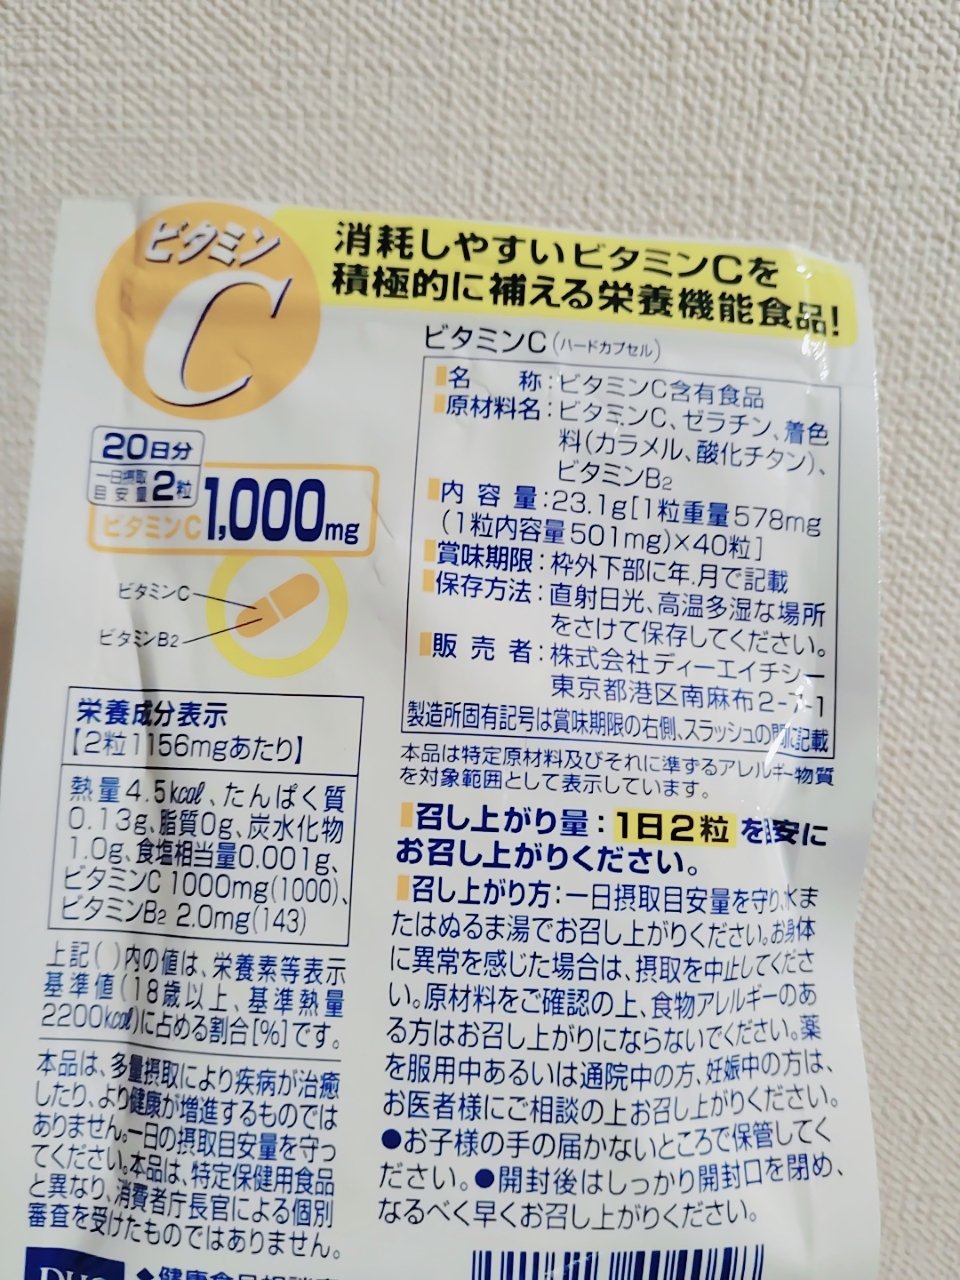 ビタミン
C
消耗しやすいビタミンCを
積極的に補える栄養機能食品!
20日分
一日摂取
目安量 2粒
ビタミンC 1,000mg
ビタミンC
ビタミンB2
栄養成分表示
【2粒1156mgあたり】
熱量4.5kcal、たんぱく質
0.13g、脂質0g、炭水化物
1.0g、食塩相当量0.001g、
ビタミンC 1000mg(1000)、
ビタミンB2 2.0mg(143)
上記( )内の値は、栄養素等表示
基準値(18歳以上、基準熱量
2200kcal)に占める割合[%]です。
本品は、多量摂取により疾病が治癒
したり、より健康が増進するものでは
ありません。一日の摂取目安量を守っ
てください。本品は、特定保健用食品
と異なり、消費者庁長官による個別
審査を受けたものではありません。
DHC
ビタミンC(ハードカプセル)
名 称:ビタミンC含有食品
原材料名:ビタミンC、ゼラチン、着色
料(カラメル、酸化チタン)、
ビタミンB2
内容量:23.1g[1粒重量578mg
(1粒内容量501mg)×40粒]
賞味期限:枠外下部に年.月で記載
保存方法:直射日光、高温多湿な場所
をさけて保存してください。
販売者:株式会社ディーエイチシー
東京都港区南麻布2-7-1
製造所固有記号は賞味期限の右側、スラッシュの間に記載
本品は特定原材料及びそれに準ずるアレルギー物質
を対象範囲として表示しています。
召し上がり量:1日2粒を目安に
お召し上がりください。
召し上がり方:一日摂取目安量を守り、水ま
たはぬるま湯でお召し上がりください。お身体
に異常を感じた場合は、摂取を中止してくださ
い。原材料をご確認の上、食物アレルギーのあ
る方はお召し上がりにならないでください。薬
を服用中あるいは通院中の方、妊娠中の方は、
お医者様にご相談の上お召し上がりください。
●お子様の手の届かないところで保管してく
ださい。●開封後はしっかり開封口を閉め、
なるべく早くお召し上がりください。